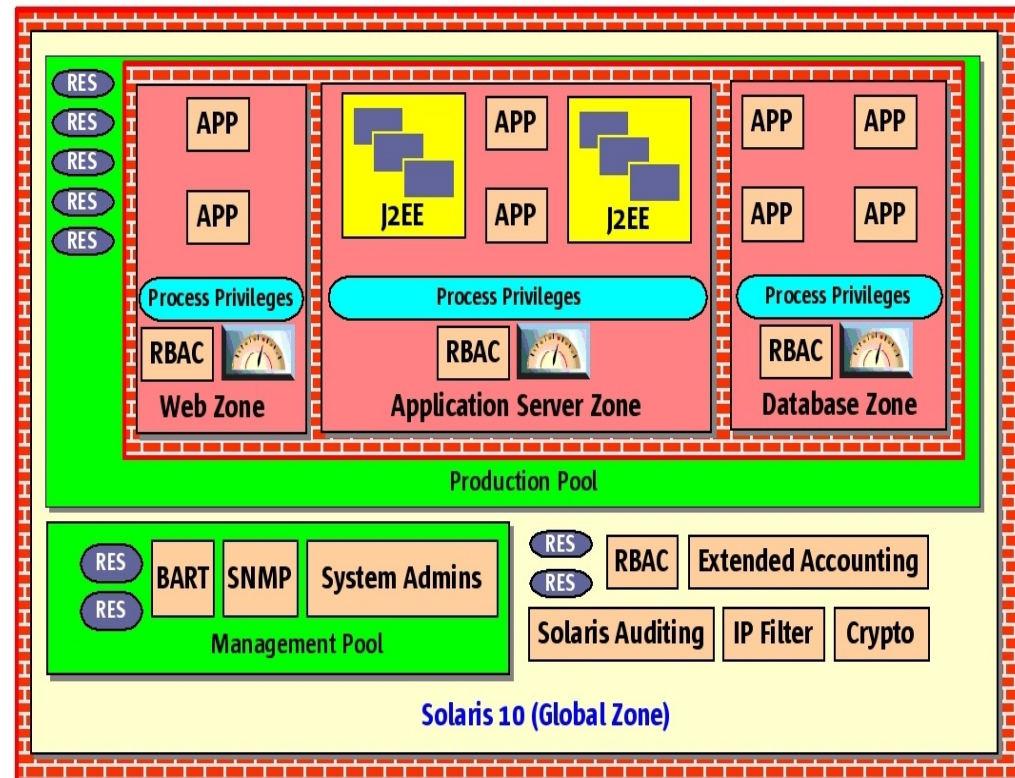 RES
RES
RES
RES
RES
APP
APP
Process Privileges
RBAC
Web Zone
J2EE
APP
APP
J2EE
Process Privileges
RBAC
Application Server Zone
APP
APP
APP
APP
Process Privileges
RBAC
Database Zone
Production Pool
RES
RES
BART
SNMP
System Admins
Management Pool
RES
RES
RBAC
Extended Accounting
Solaris Auditing
IP Filter
Crypto
Solaris 10 (Global Zone)